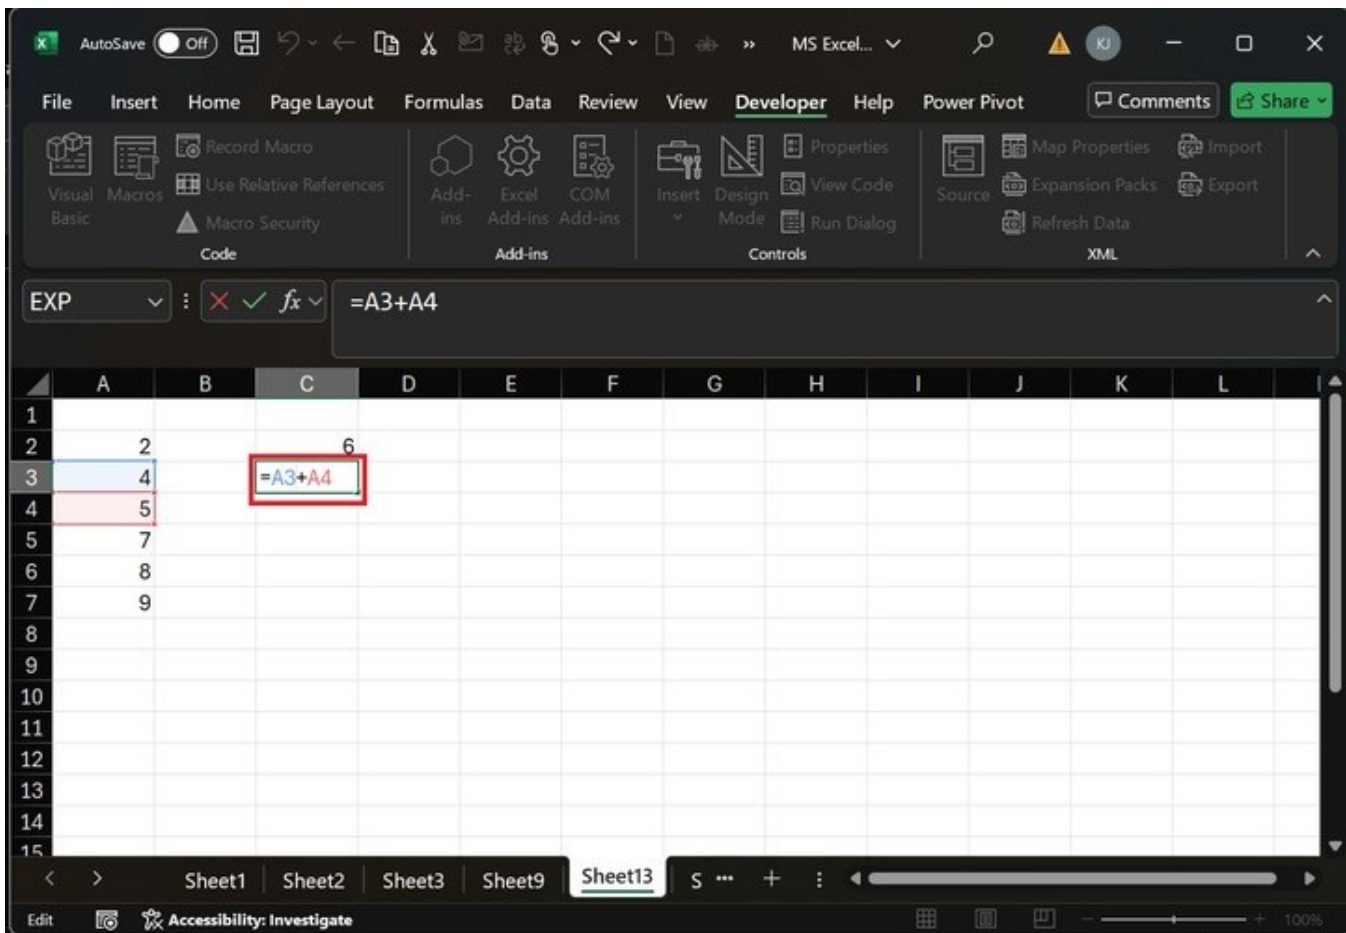 AutoSave Off MS Excel... KJ
File Insert Home Page Layout Formulas Data Review View Developer Help Power Pivot Comments Share
Visual Basic
Macros
Record Macro
Use Relative References
Macro Security
Code
Add-ins
Excel Add-ins
COM Add-ins
Add-ins
Insert
Design Mode
Properties
View Code
Run Dialog
Controls
Source
Map Properties
Expansion Packs
Refresh Data
Import
Export
XML
EXP fx =A3+A4
A B C D E F G H I J K L
1
2 2 6
3 4 =A3+A4
4 5
5 7
6 8
7 9
8
9
10
11
12
13
14
15
Sheet1 Sheet2 Sheet3 Sheet9 Sheet13 S ... +
Edit Accessibility: Investigate 100%